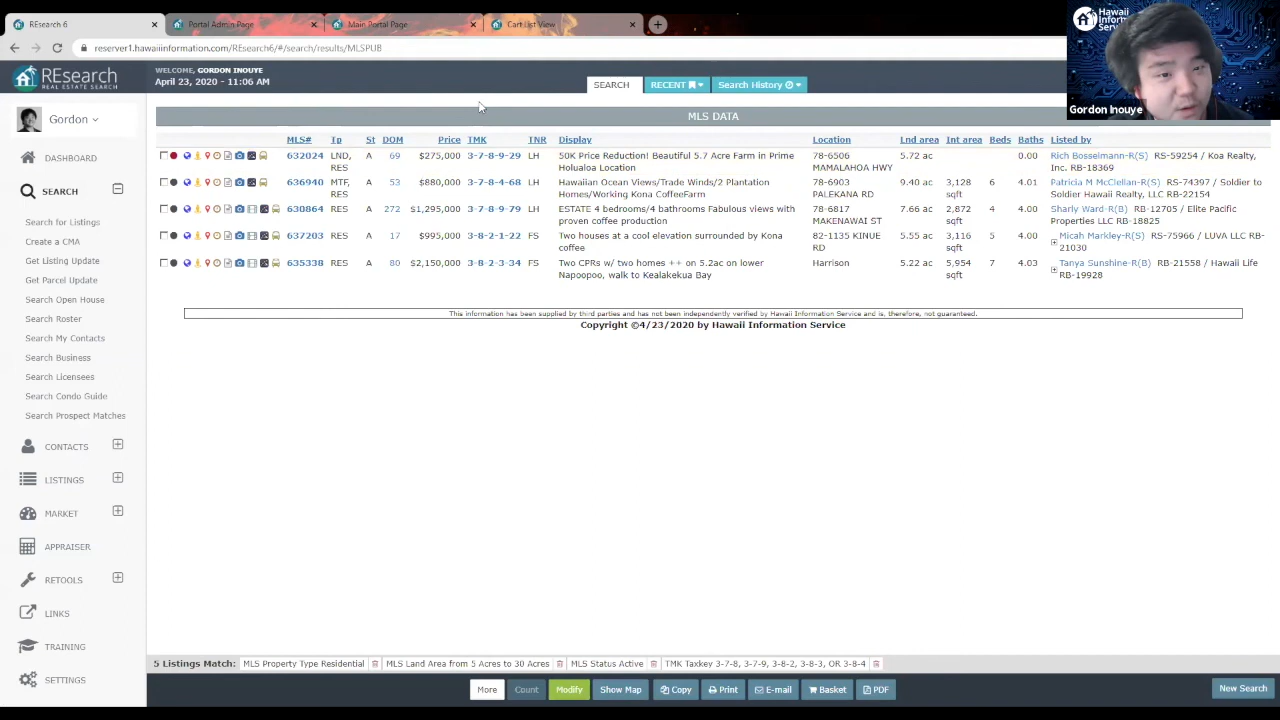 REsearch 6
Portal Admin Page
Main Portal Page
Cart List View
reserver1.hawaiiinformation.com/REsearch6/#/search/results/MLSPUB
Hawaii
Gordon Inouye
REsearch
REAL ESTATE SEARCH
WELCOME, GORDON INOUYE
April 23, 2020 - 11:06 AM
SEARCH
RECENT
Search History
Gordon
DASHBOARD
SEARCH
Search for Listings
Create a CMA
Get Listing Update
Get Parcel Update
Search Open House
Search Roster
Search My Contacts
Search Business
Search Licensees
Search Condo Guide
Search Prospect Matches
CONTACTS
LISTINGS
MARKET
APPRAISER
RETOOLS
LINKS
TRAINING
SETTINGS
MLS DATA
MLS# Tp St DOM Price TMK TNR Display Location Lnd area Int area Beds Baths Listed by
632024 LND, A 69 $275,000 3-7-8-9-29 LH 50K Price Reduction! Beautiful 5.7 Acre Farm in Prime 78-6506 5.72 ac 0.00 Rich Bosselmann-R(S) RS-59254 / Koa Realty,
RES Holualoa Location MAMALAHOA HWY Inc. RB-18369
636940 MTF, A 53 $880,000 3-7-8-4-68 LH Hawaiian Ocean Views/Trade Winds/2 Plantation 78-6903 9.40 ac 3,128 6 4.01 Patricia M McClellan-R(S) RS-74397 / Soldier to
RES Homes/Working Kona CoffeeFarm PALEKANA RD sqft Soldier Hawaii Realty, LLC RB-22154
630864 RES A 272 $1,295,000 3-7-8-9-79 LH ESTATE 4 bedrooms/4 bathrooms Fabulous views with 78-6817 7.66 ac 2,872 4 4.00 Sharly Ward-R(B) RB-12705 / Elite Pacific
proven coffee production MAKENAWAI ST sqft Properties LLC RB-18825
637203 RES A 17 $995,000 3-8-2-1-22 FS Two houses at a cool elevation surrounded by Kona 82-1135 KINUE 5.55 ac 3,116 5 4.00 Micah Markley-R(S) RS-75966 / LUVA LLC RB-
coffee RD sqft 21030
635338 RES A 80 $2,150,000 3-8-2-3-34 FS Two CPRs w/ two homes ++ on 5.2ac on lower Harrison 5.22 ac 5,954 7 4.03 Tanya Sunshine-R(B) RB-21558 / Hawaii Life
Napoopoo, walk to Kealakekua Bay sqft RB-19928
This information has been supplied by third parties and has not been independently verified by Hawaii Information Service and is, therefore, not guaranteed.
Copyright ©4/23/2020 by Hawaii Information Service
5 Listings Match: MLS Property Type Residential MLS Land Area from 5 Acres to 30 Acres MLS Status Active TMK Taxkey 3-7-8, 3-7-9, 3-8-2, 3-8-3, OR 3-8-4
More Count Modify Show Map Copy Print E-mail Basket PDF New Search